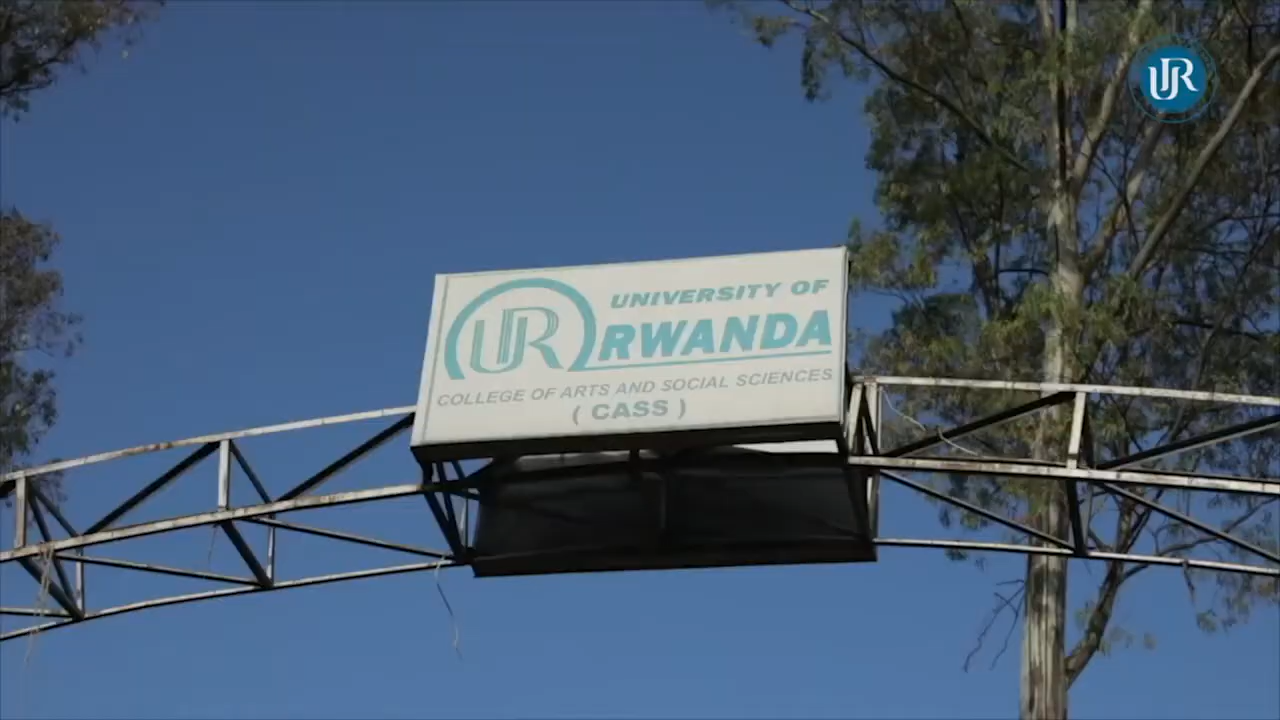 UR
UNIVERSITY OF
RWANDA
COLLEGE OF ARTS AND SOCIAL SCIENCES
( CASS )
UR